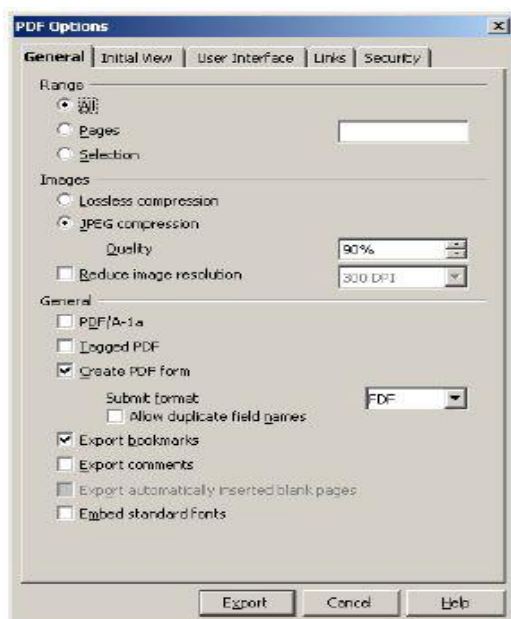 PDF Options
General Initial View User Interface Links Security
Range
All
Pages
Selection
Images
Lossless compression
JPEG compression
Quality 90%
Reduce image resolution 300 DPI
General
PDF/A-1a
Tagged PDF
Create PDF form
Submit format FDF
Allow duplicate field names
Export bookmarks
Export comments
Export automatically inserted blank pages
Embed standard fonts
Export Cancel Help